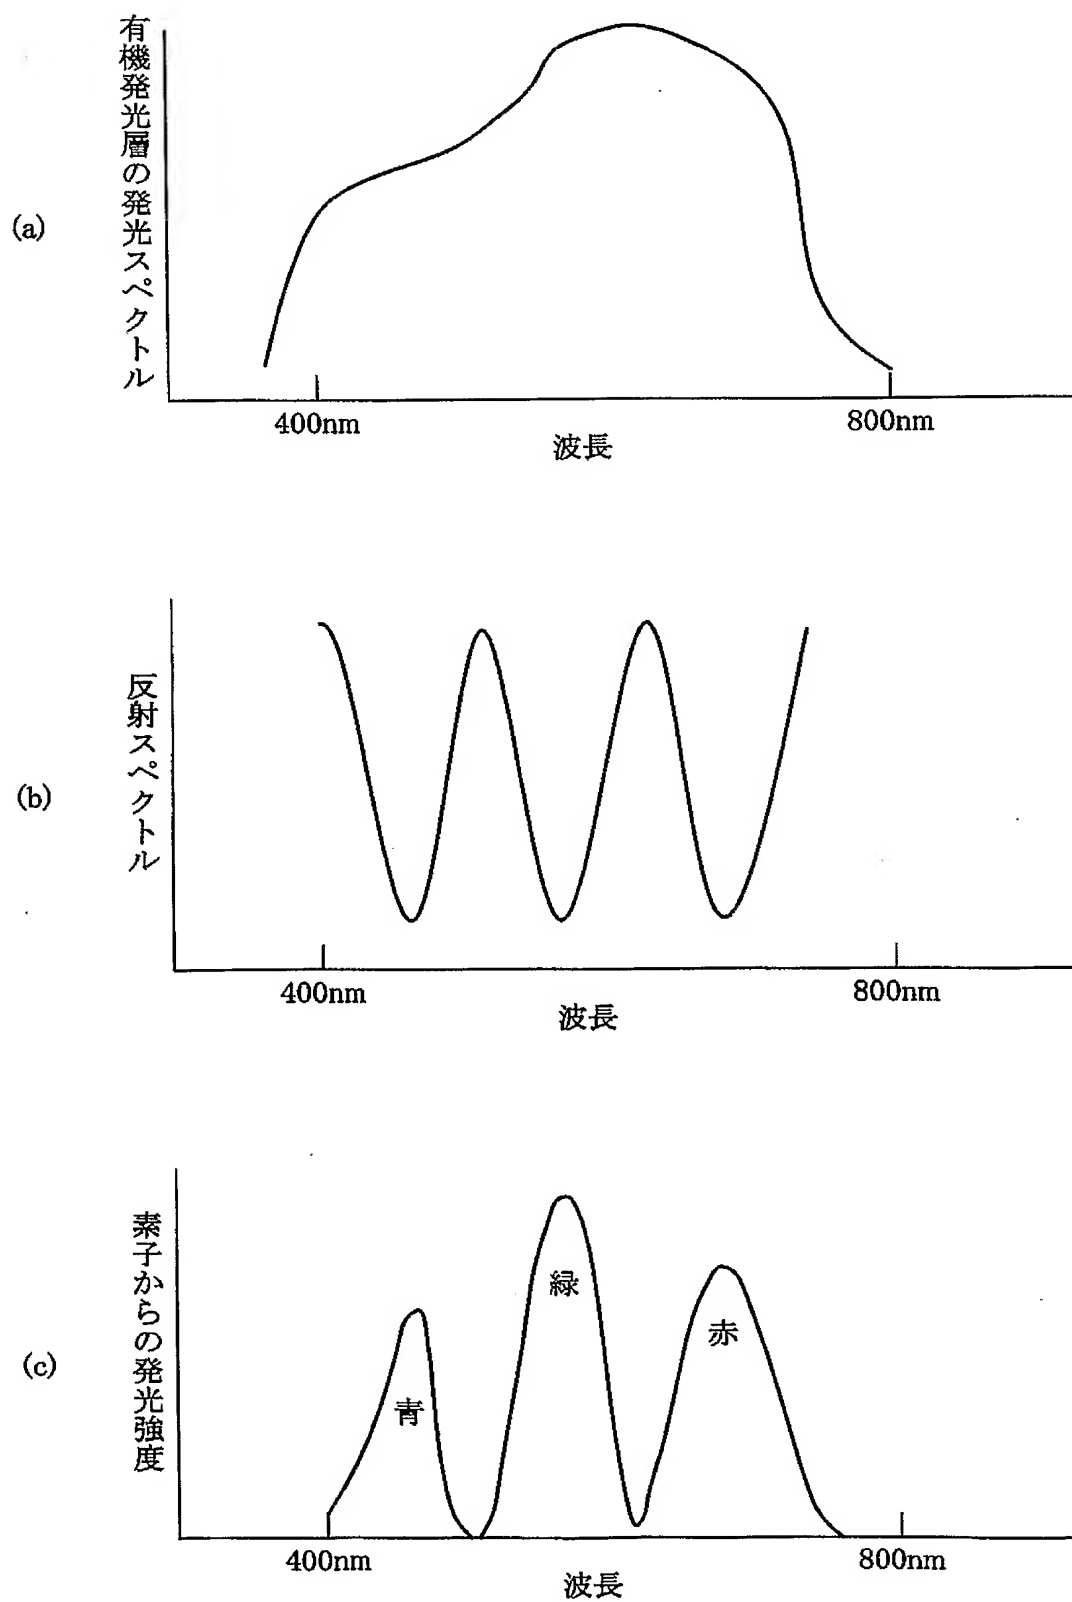 (a)
有機発光層の発光スペクトル
400nm
800nm
波長
(b)
反射スペクトル
400nm
800nm
波長
(c)
素子からの発光強度
青
緑
赤
400nm
800nm
波長